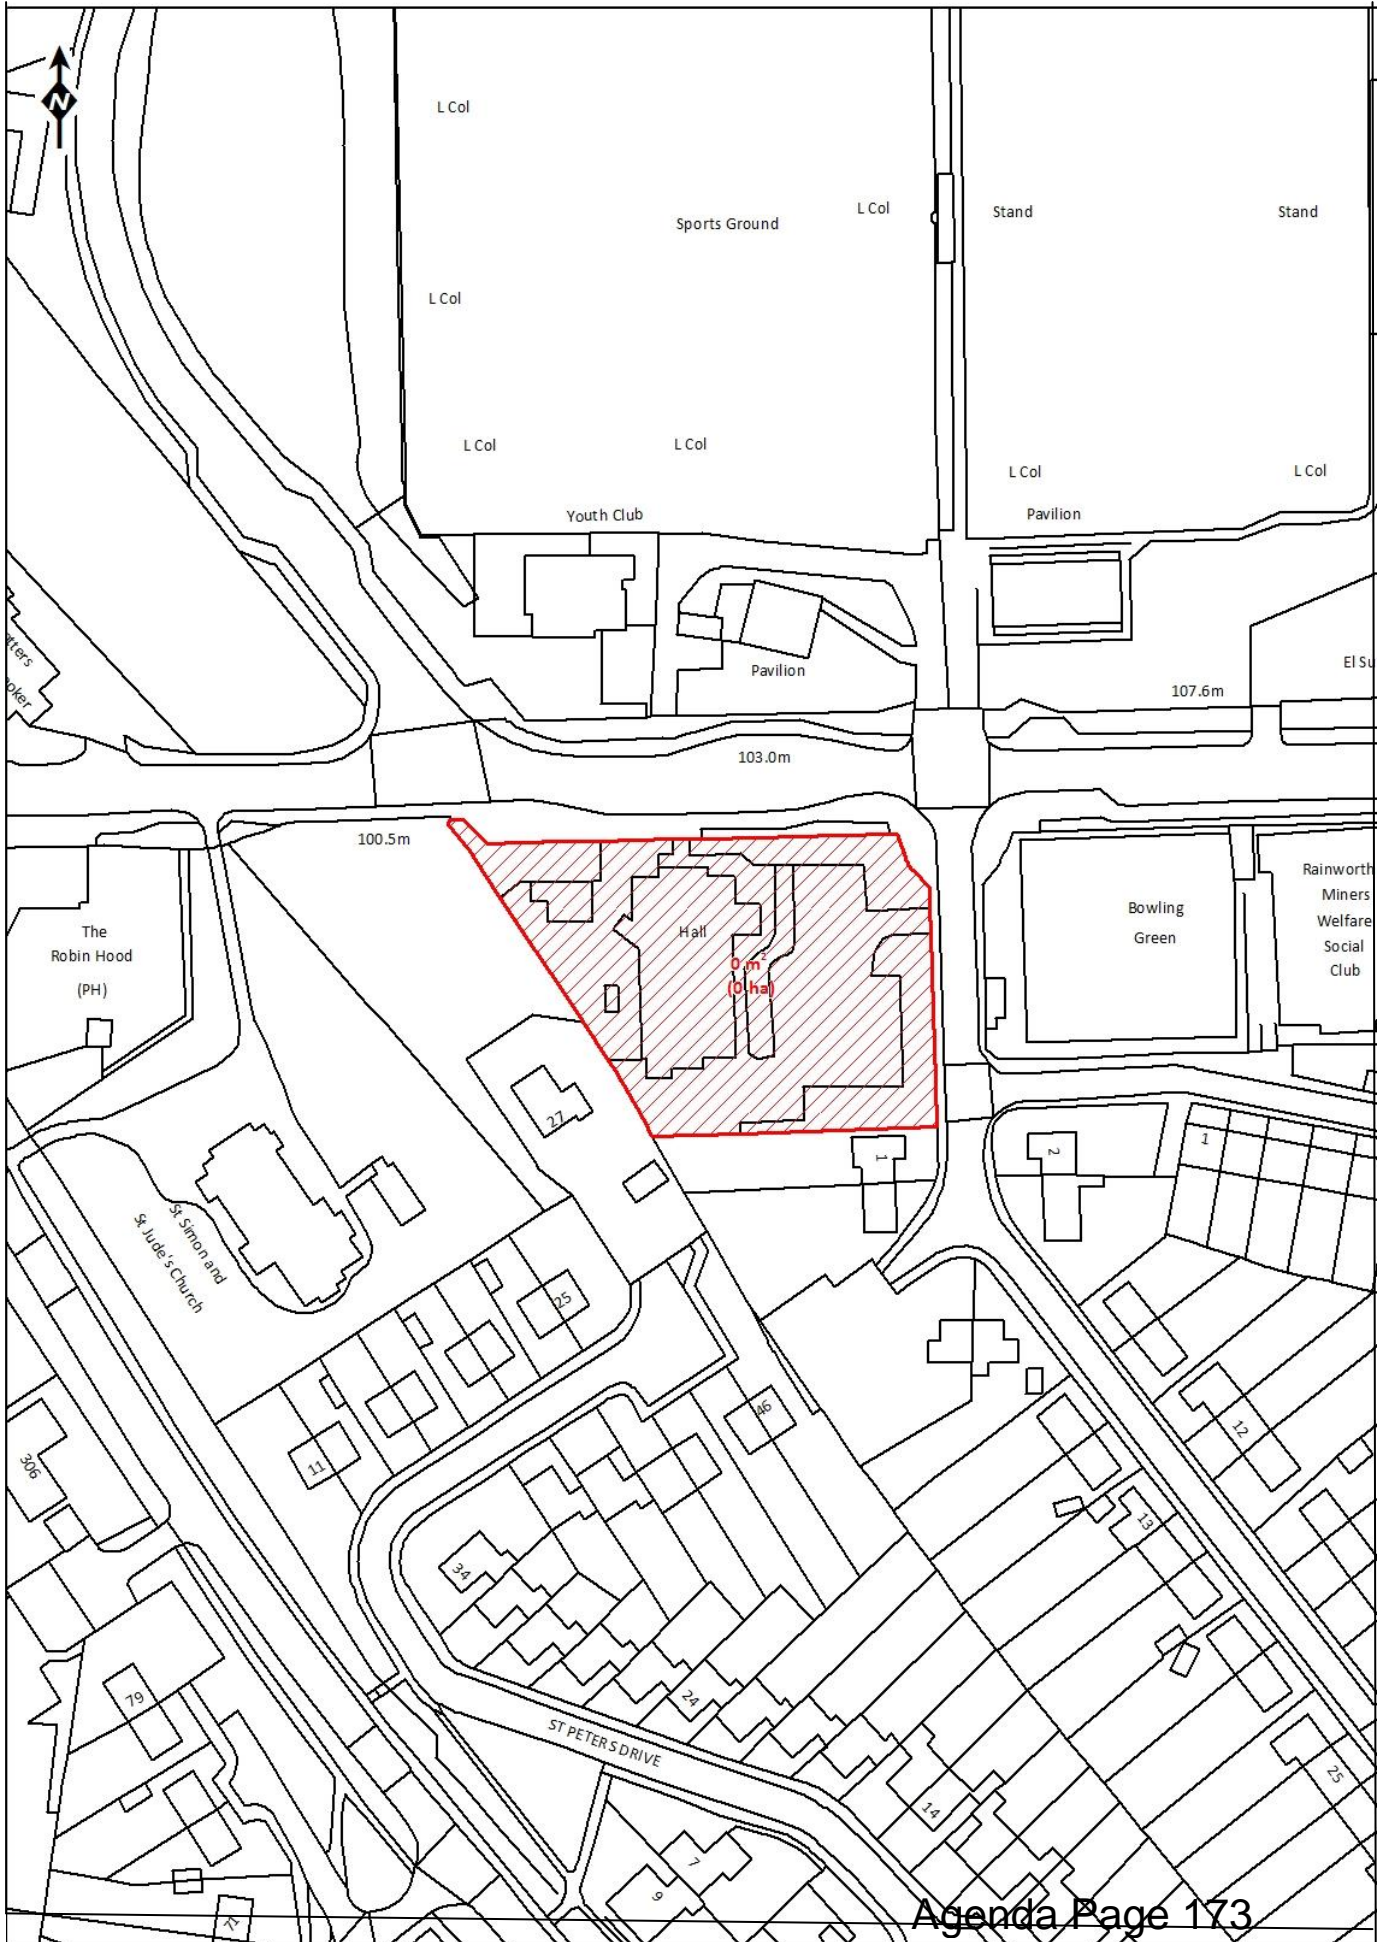 N
L Col
L Col
Sports Ground
Stand
Stand
L Col
L Col
L Col
L Col
L Col
Youth Club
Pavilion
Pavilion
El Su
107.6m
103.0m
100.5m
The
Robin Hood
(PH)
Hall
0 m²
(0 ha)
Bowling
Green
Rainworth
Miners
Welfare
Social
Club
27
1
2
1
St Simon and
St Jude's Church
25
11
46
12
306
34
13
79
24
ST PETERS DRIVE
14
25
7
9
71
Agenda Page 173